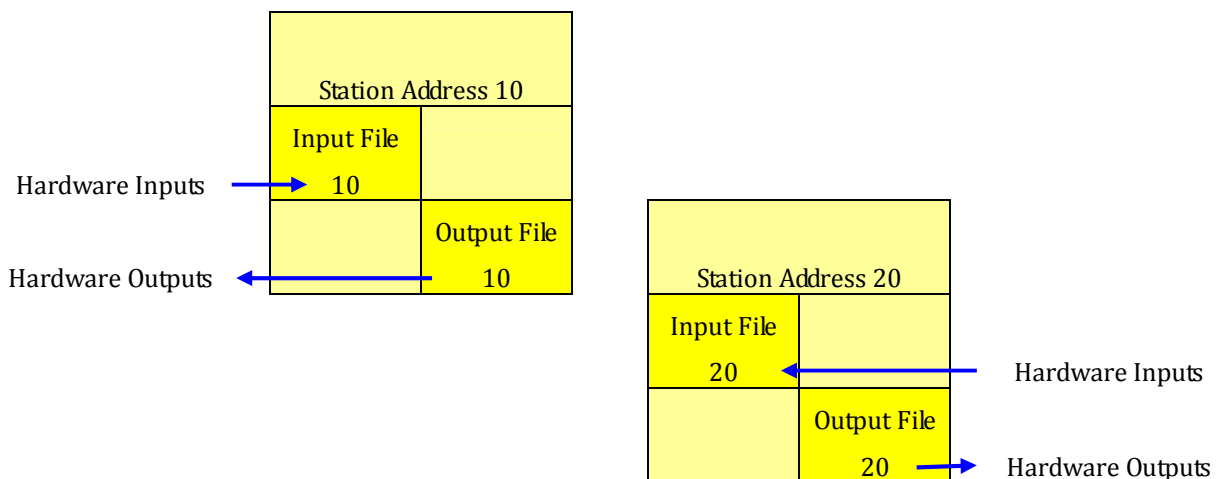 Station Address 10
Input File
10
Hardware Inputs
Output File
10
Hardware Outputs
Station Address 20
Input File
20
Hardware Inputs
Output File
20
Hardware Outputs